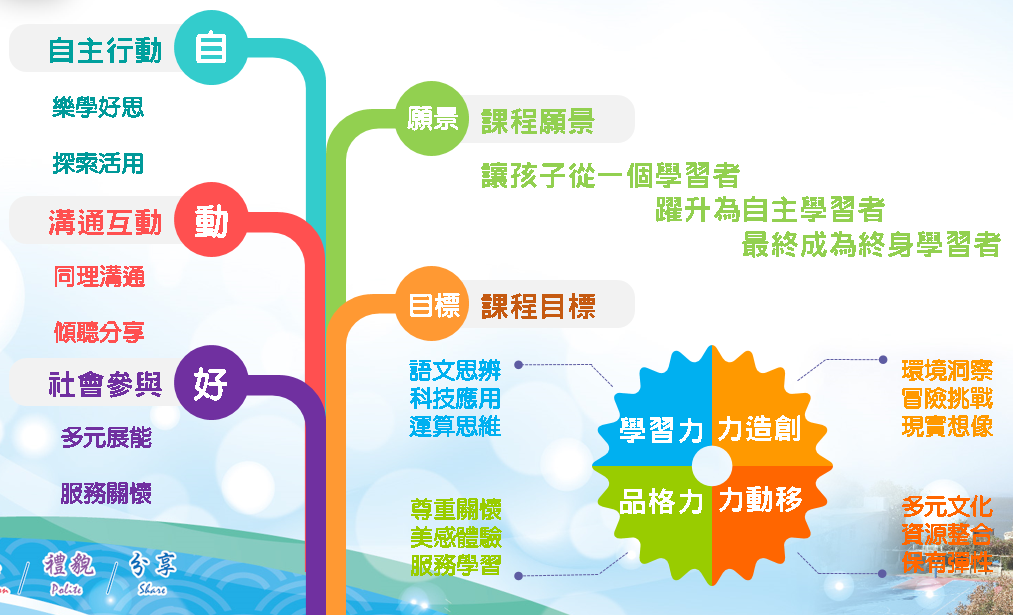 自主行動
自
樂學好思
探索活用
溝通互動
動
同理溝通
傾聽分享
社會參與
好
多元展能
服務關懷
願景
課程願景
讓孩子從一個學習者
躍升為自主學習者
最終成為終身學習者
目標
課程目標
語文思辨
科技應用
運算思維
學習力
力造創
環境洞察
冒險挑戰
現實想像
品格力
力動移
尊重關懷
美感體驗
服務學習
多元文化
資源整合
保有彈性
禮貌
Polite
分享
Share